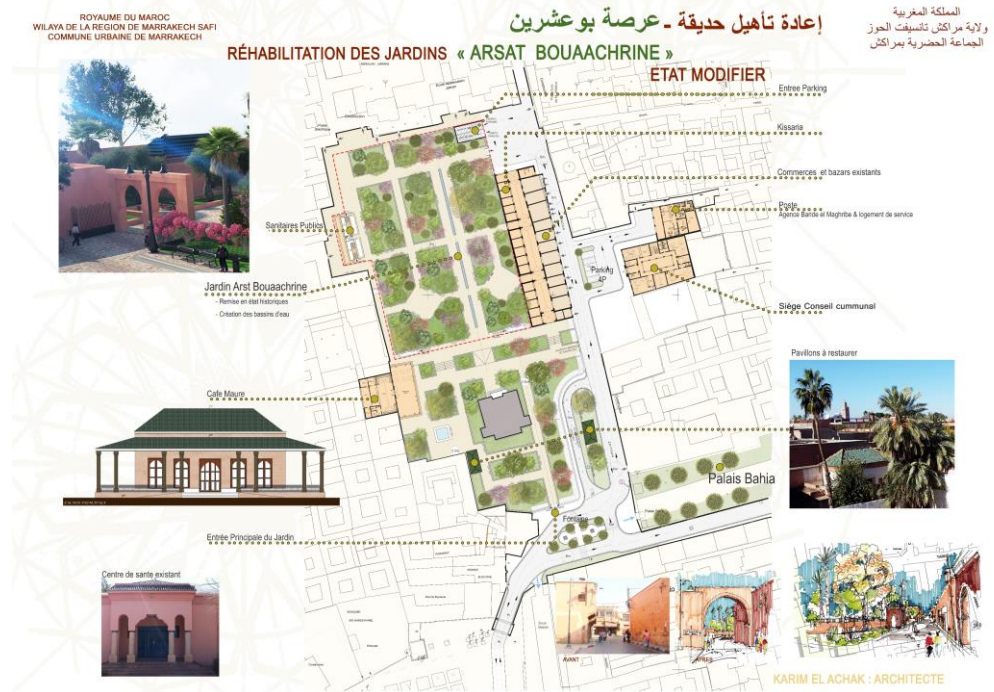 ROYAUME DU MAROC
WILAYA DE LA REGION DE MARRAKECH SAFI
COMMUNE URBAINE DE MARRAKECH
إعادة تأهيل حديقة - عرصة بوعشرين
المملكة المغربية
ولاية مراكش تانسيفت الحوز
الجماعة الحضرية بمراكش
RÉHABILITATION DES JARDINS « ARSAT BOUAACHRINE »
ETAT MODIFIER
Entree Parking
Kissaria
Commerces et bazars existants
Poste
Agence Baride el Maghribe & logement de service
Sanitaires Publics
Parking
4P
Jardin Arst Bouaachrine
- Remise en état historiques
- Création des bassins d'eau
Siège Conseil cummunal
Pavillons à restaurer
Cafe Maure
Palais Bahia
Fontaine
Entrée Principale du Jardin
Centre de sante existant
AVANT
APRES
KARIM EL ACHAK : ARCHITECTE